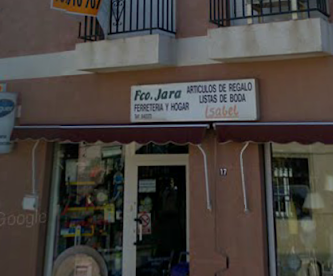 Fco. Jara
FERRETERIA Y HOGAR
ARTICULOS DE REGALO
LISTAS DE BODA
Isabel
17
Google